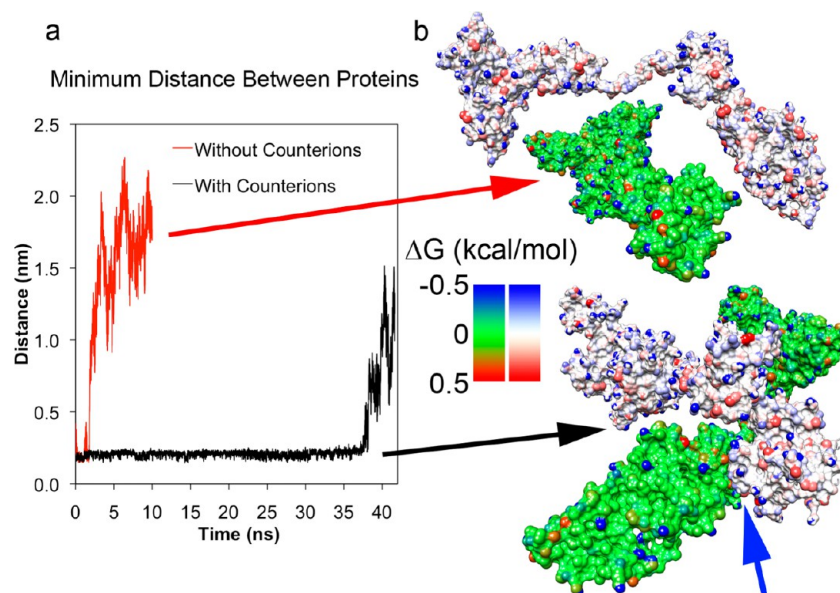 a
b
Minimum Distance Between Proteins
2.5
2.0
1.5
1.0
0.5
0.0
Distance (nm)
Without Counterions
With Counterions
0 5 10 15 20 25 30 35 40
Time (ns)
ΔG (kcal/mol)
-0.5
0
0.5